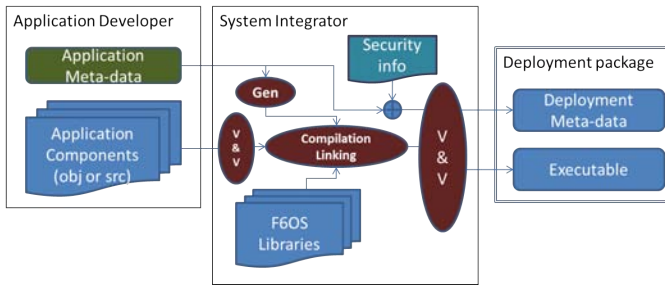 Application Developer
Application
Meta-data
Application
Components
(obj or src)
System Integrator
Security
info
Gen
V
&
V
Compilation
Linking
F6OS
Libraries
V
&
V
Deployment package
Deployment
Meta-data
Executable